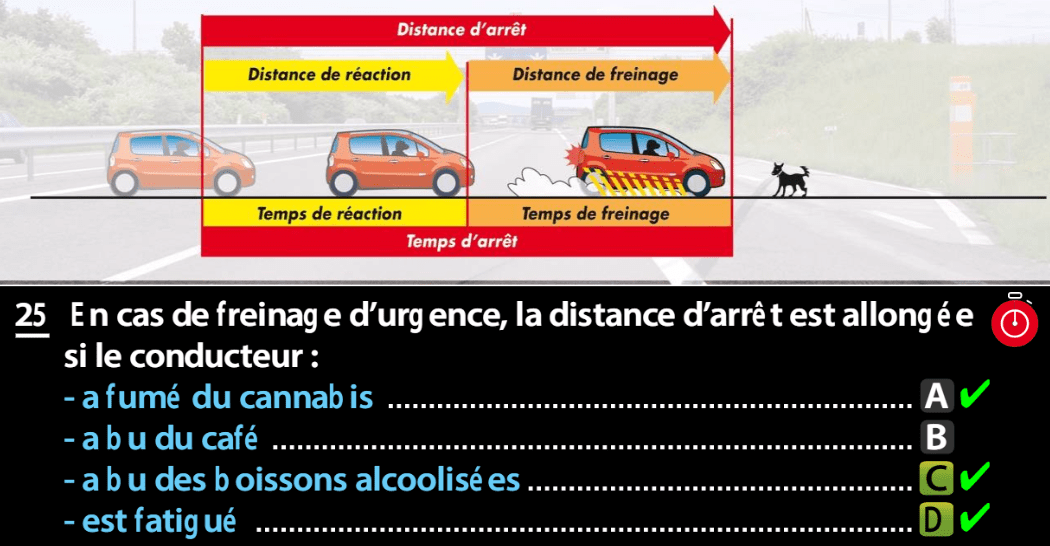 Distance d'arrêt
Distance de réaction
Distance de freinage
Temps de réaction
Temps de freinage
Temps d'arrêt
25 En cas de freinage d'urgence, la distance d'arrêt est allongée
si le conducteur :
- a fumé du cannabis ................................................................ A ✔
- a bu du café .............................................................................. B
- a bu des boissons alcoolisées ............................................... C ✔
- est fatigué ................................................................................ D ✔